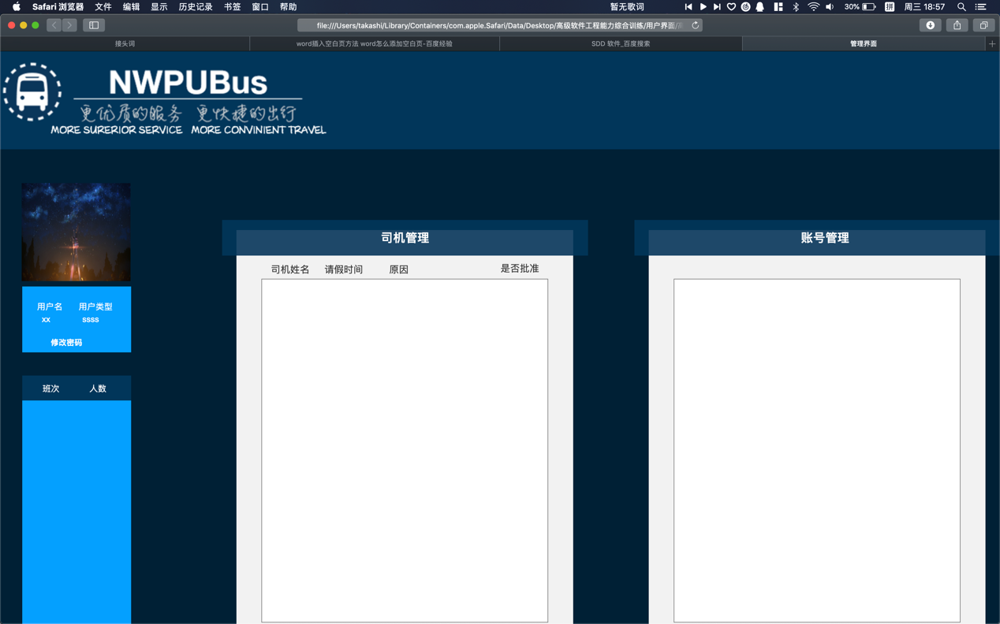 Safari 浏览器 文件 编辑 显示 历史记录 书签 窗口 帮助 暂无歌词 30% 拼 周三 18:57
file:///Users/takashi/Library/Containers/com.apple.Safari/Data/Desktop/高级软件工程能力综合训练/用户界面/
接头词 word插入空白页方法 word怎么添加空白页-百度经验 SDD 软件_百度搜索 管理界面
NWPUBus
更优质的服务 更快捷的出行
MORE SURERIOR SERVICE MORE CONVINIENT TRAVEL
司机管理 账号管理
司机姓名 请假时间 原因 是否批准
用户名 用户类型
xx ssss
修改密码
班次 人数